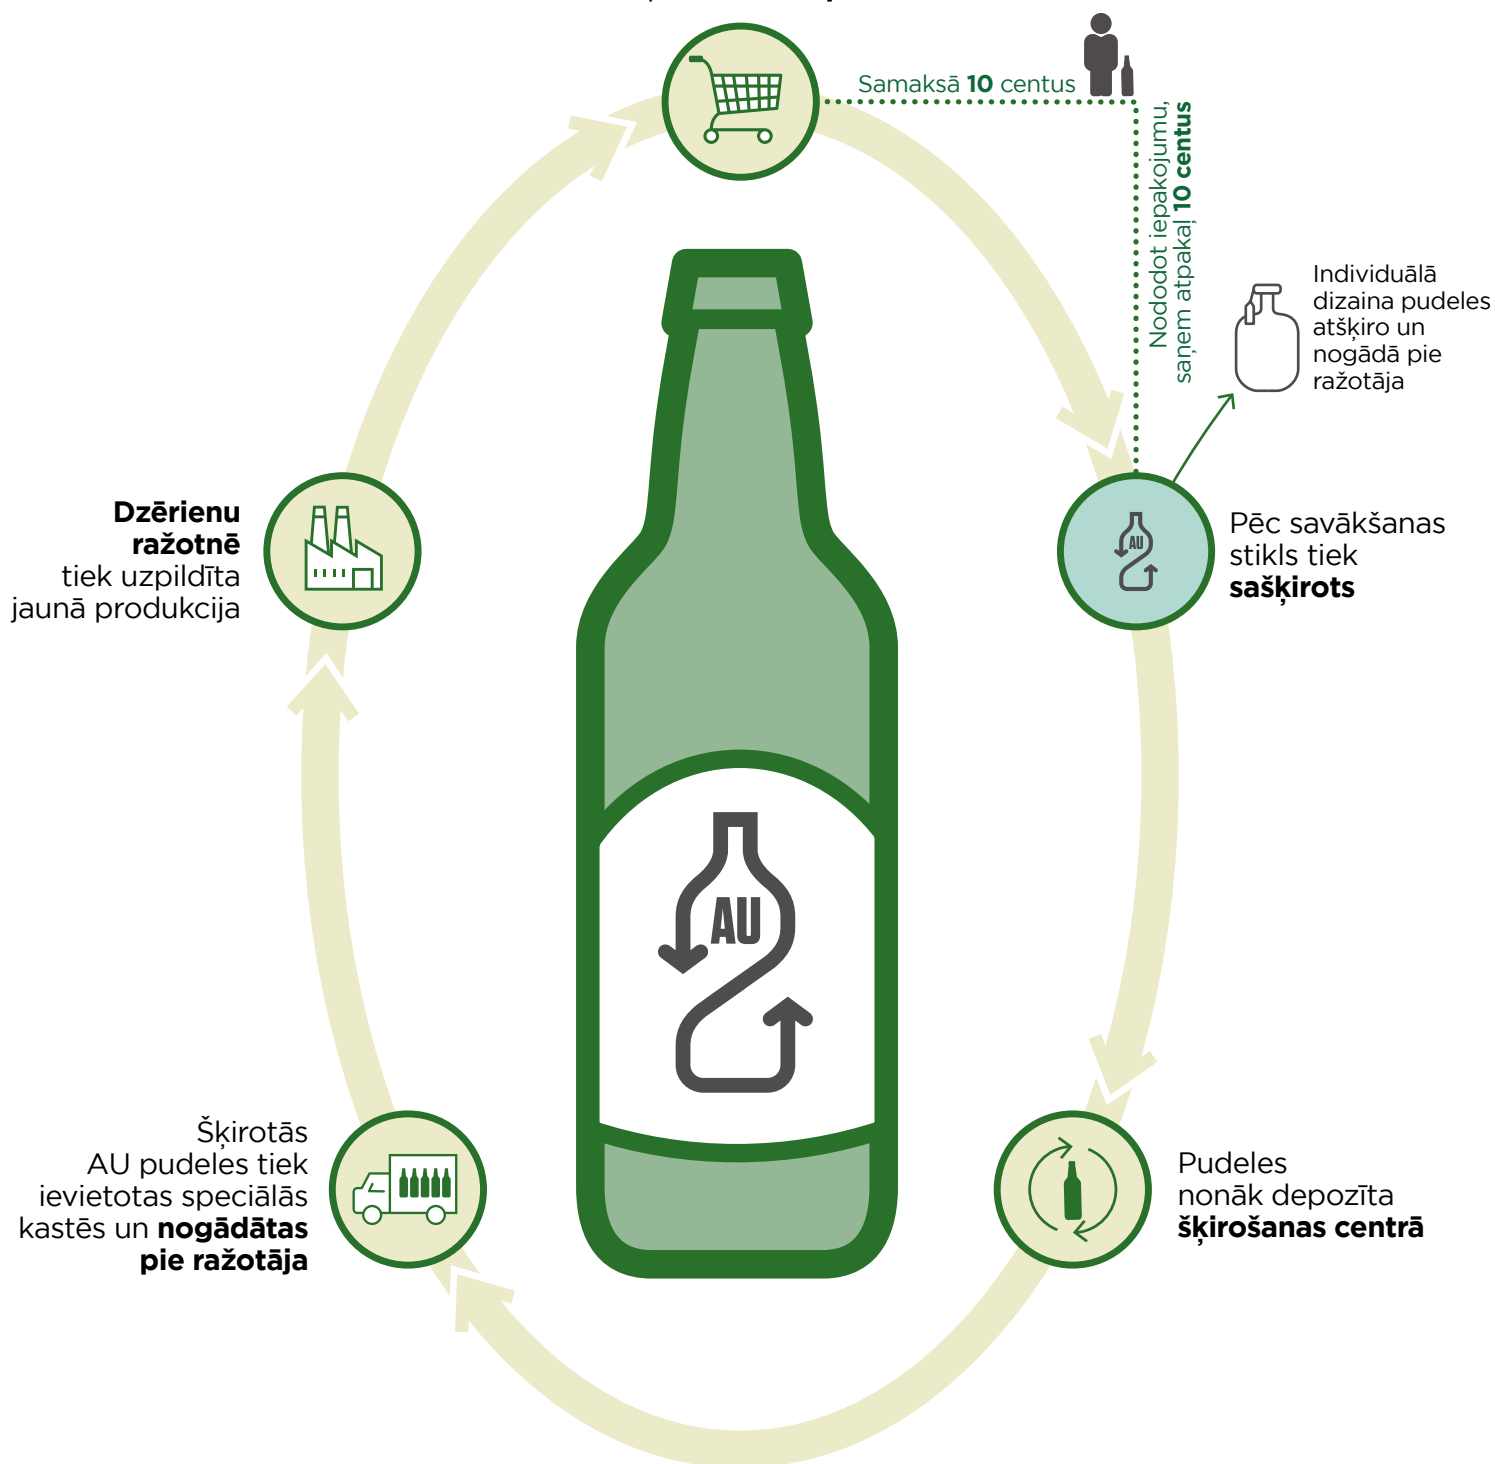 Samaksā 10 centus
Nododot iepakojumu,
saņem atpakaļ 10 centus
Individuālā
dizaina pudeles
atšķiro un
nogādā pie
ražotāja
Dzērienu
ražotnē
tiek uzpildīta
jaunā produkcija
AU
Pēc savākšanas
stikls tiek
sašķirots
AU
Šķirotās
AU pudeles tiek
ievietotas speciālās
kastēs un nogādātas
pie ražotāja
Pudeles
nonāk depozīta
šķirošanas centrā